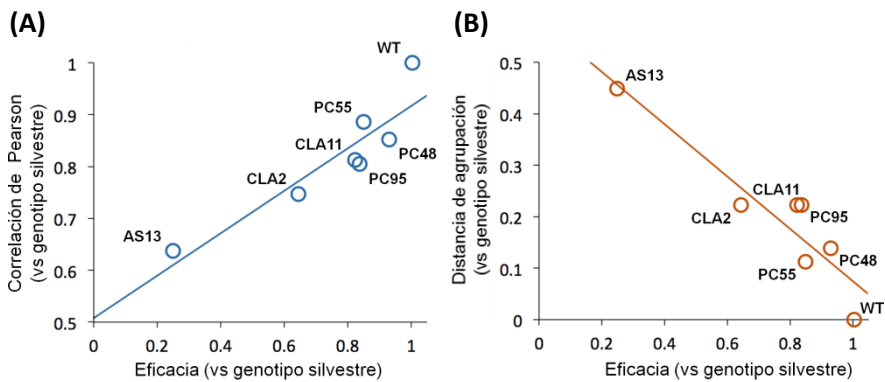 (A)
Correlación de Pearson
(vs genotipo silvestre)
1
0.9
0.8
0.7
0.6
0.5
WT
PC55
CLA11
PC48
PC95
CLA2
AS13
0
0.2
0.4
0.6
0.8
1
Eficacia (vs genotipo silvestre)
(B)
Distancia de agrupación
(vs genotipo silvestre)
0.5
0.4
0.3
0.2
0.1
0
AS13
CLA11
CLA2
PC95
PC48
PC55
WT
0
0.2
0.4
0.6
0.8
1
Eficacia (vs genotipo silvestre)